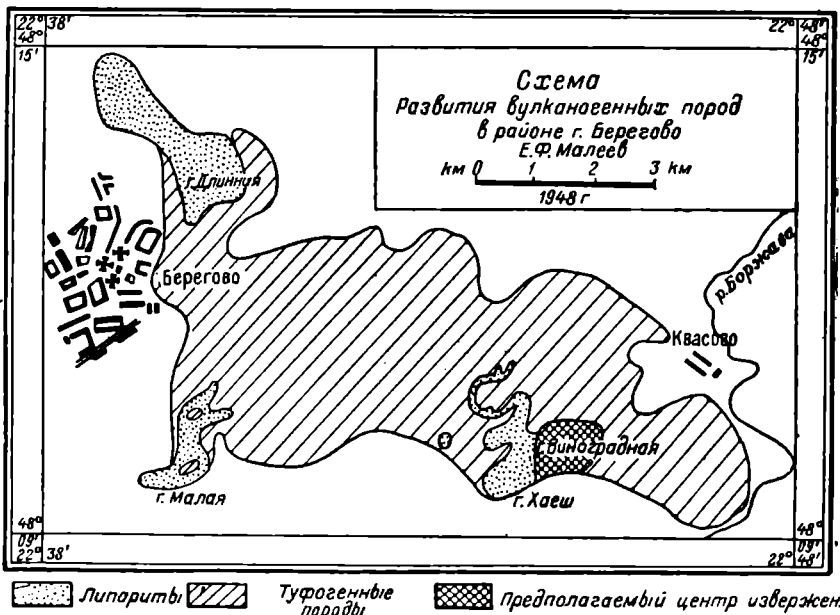 22° 38'
48°
15'
22° 48'
48°
15'
Схема
Развития вулканогенных пород
в районе г. Берегово
Е.Ф. Малеев
км 0 1 2 3 км
1948 г
г. Длинная
Берегово
р. Боржава
Квасово
Виноградная
г. Малая
г. Хаеш
48°
09'
22° 38'
48°
09'
22° 48'
Липариты
Туфогенные
породы
Предполагаемый центр извержен